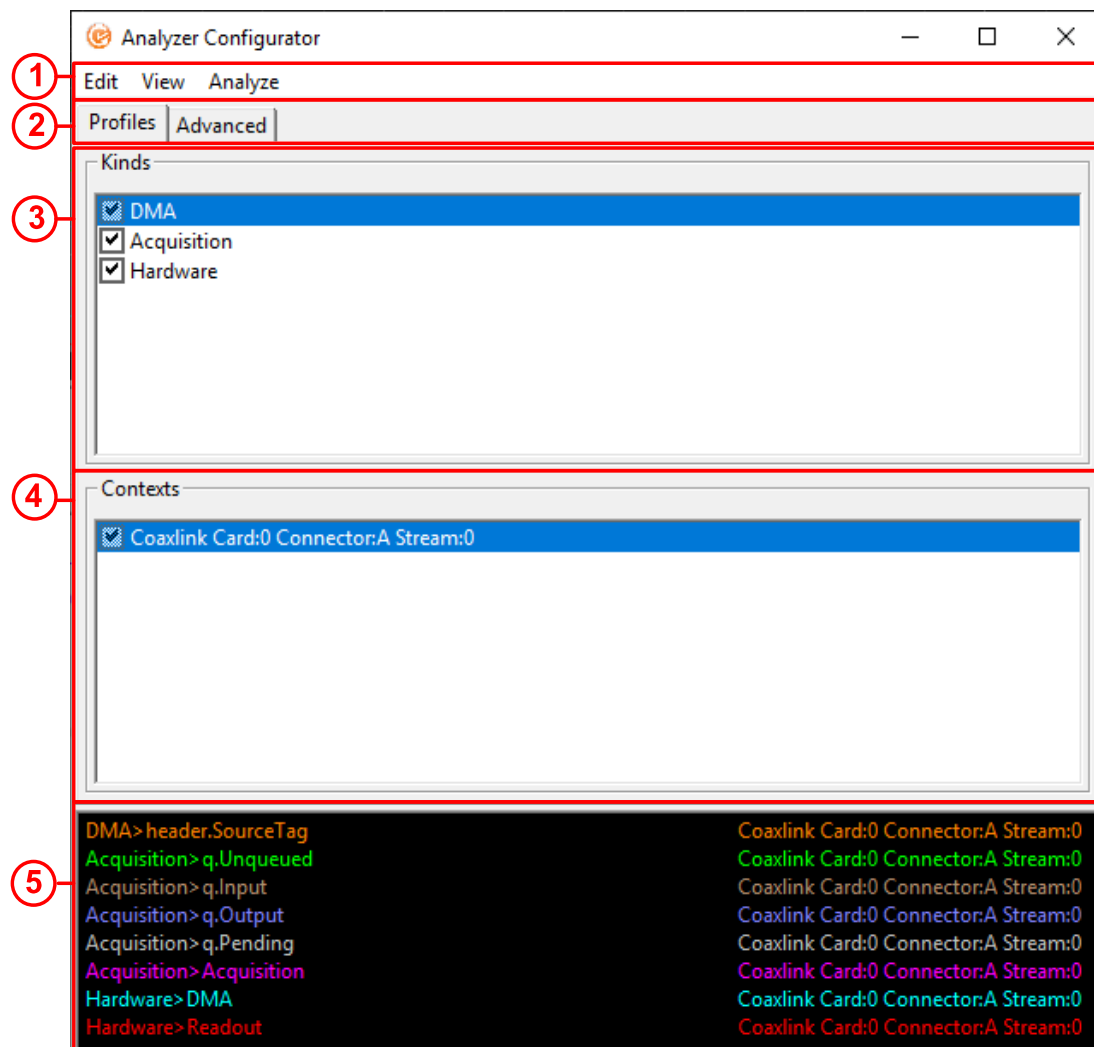 Analyzer Configurator
1
Edit View Analyze
2
Profiles Advanced
Kinds
3
DMA
Acquisition
Hardware
4
Contexts
Coaxlink Card:0 Connector:A Stream:0
5
DMA>header.SourceTag Coaxlink Card:0 Connector:A Stream:0
Acquisition>q.Unqueued Coaxlink Card:0 Connector:A Stream:0
Acquisition>q.Input Coaxlink Card:0 Connector:A Stream:0
Acquisition>q.Output Coaxlink Card:0 Connector:A Stream:0
Acquisition>q.Pending Coaxlink Card:0 Connector:A Stream:0
Acquisition>Acquisition Coaxlink Card:0 Connector:A Stream:0
Hardware>DMA Coaxlink Card:0 Connector:A Stream:0
Hardware>Readout Coaxlink Card:0 Connector:A Stream:0